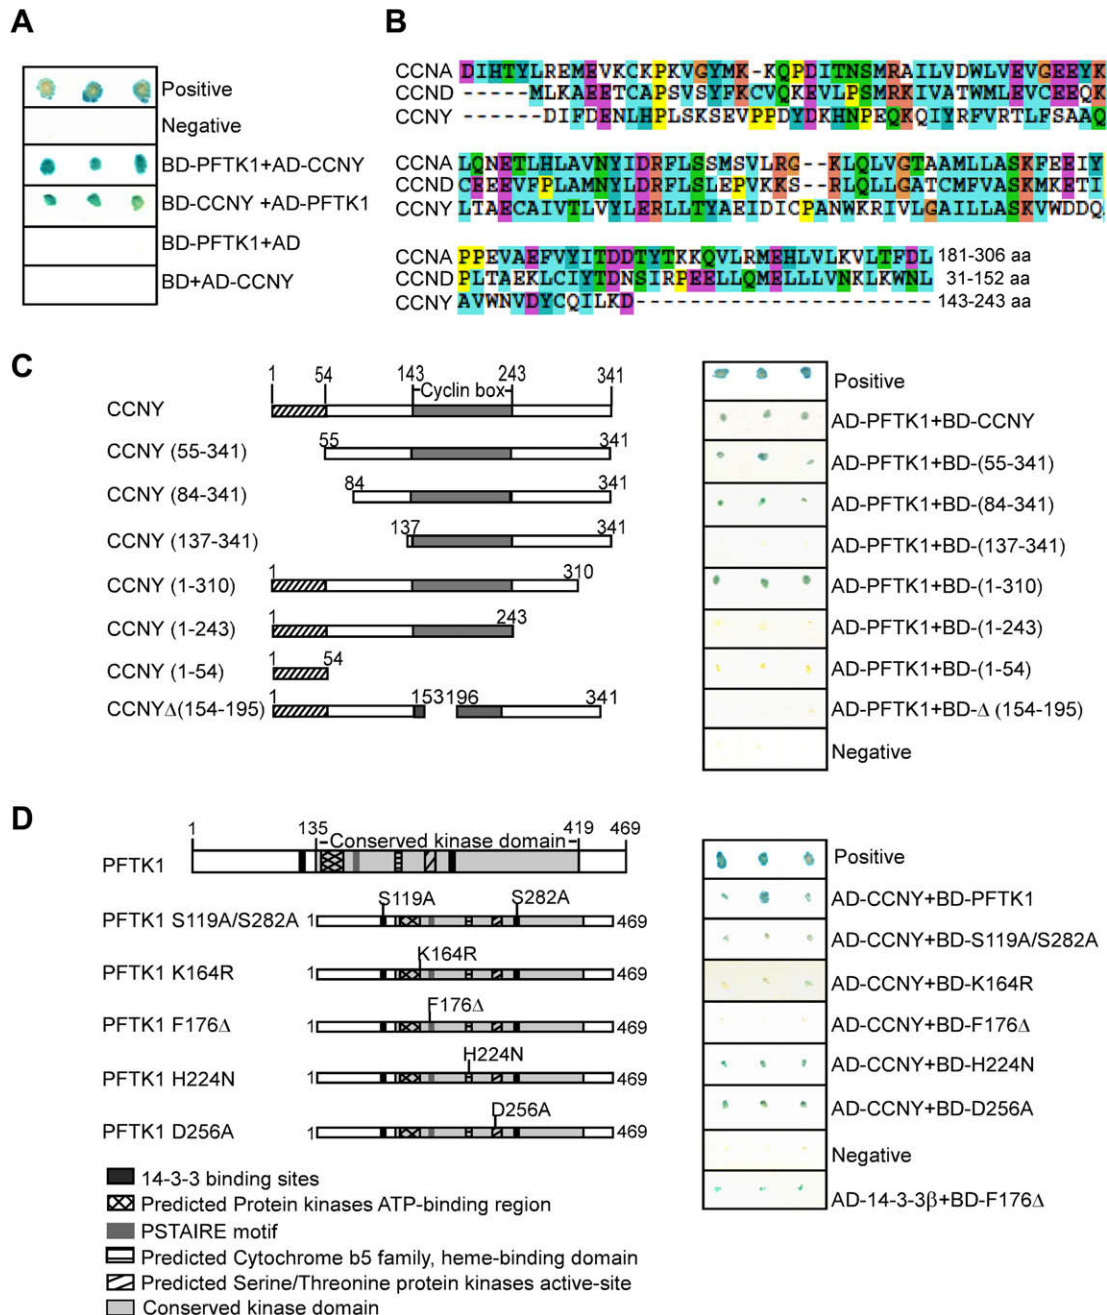 A
Positive
Negative
BD-PFTK1+AD-CCNY
BD-CCNY +AD-PFTK1
BD-PFTK1+AD
BD+AD-CCNY
B
CCNA DIHTYLREMEVKCKPKVGYMK-KQPDITNSMRAILVDWLVEVGEEYK
CCND -----MLKAEETCAPSVSYFKCVQKEVLPSMRKIVATWMLEVCEEQK
CCNY ------DIFDENLHPLSKSEVPPDYDKHNPEQKQIYRFVRTLFSAAQ
CCNA LQNETLHLAVNYIDRFLSSMSVLRG--KLQLVGTAAMLLASKFEEIY
CCND CEEEVFPLAMNYLDRFLSLEPVKKS--RLQLLGATCMFVASKMKETI
CCNY LTAECAIVTLVYLERLLTYAEIDICPANWKRIVLGAILLASKVWDDQ
CCNA PPEVAEFVYITDDTYTKKQVLRMEHLVLKVLTFDL 181-306 aa
CCND PLTAEKLCIYTDNSIRPEELLQMELLLVNKLKWNL 31-152 aa
CCNY AVWNVDYCQILKD---------------------- 143-243 aa
C
1 54 143 243 341
Cyclin box
CCNY
CCNY (55-341) 55 341
CCNY (84-341) 84 341
CCNY (137-341) 137 341
CCNY (1-310) 1 310
CCNY (1-243) 1 243
CCNY (1-54) 1 54
CCNYΔ(154-195) 1 153 196 341
Positive
AD-PFTK1+BD-CCNY
AD-PFTK1+BD-(55-341)
AD-PFTK1+BD-(84-341)
AD-PFTK1+BD-(137-341)
AD-PFTK1+BD-(1-310)
AD-PFTK1+BD-(1-243)
AD-PFTK1+BD-(1-54)
AD-PFTK1+BD-Δ (154-195)
Negative
D
1 135 419 469
Conserved kinase domain
PFTK1
S119A S282A
PFTK1 S119A/S282A 1 469
K164R
PFTK1 K164R 1 469
F176Δ
PFTK1 F176Δ 1 469
H224N
PFTK1 H224N 1 469
D256A
PFTK1 D256A 1 469
14-3-3 binding sites
Predicted Protein kinases ATP-binding region
PSTAIRE motif
Predicted Cytochrome b5 family, heme-binding domain
Predicted Serine/Threonine protein kinases active-site
Conserved kinase domain
Positive
AD-CCNY+BD-PFTK1
AD-CCNY+BD-S119A/S282A
AD-CCNY+BD-K164R
AD-CCNY+BD-F176Δ
AD-CCNY+BD-H224N
AD-CCNY+BD-D256A
Negative
AD-14-3-3β+BD-F176Δ